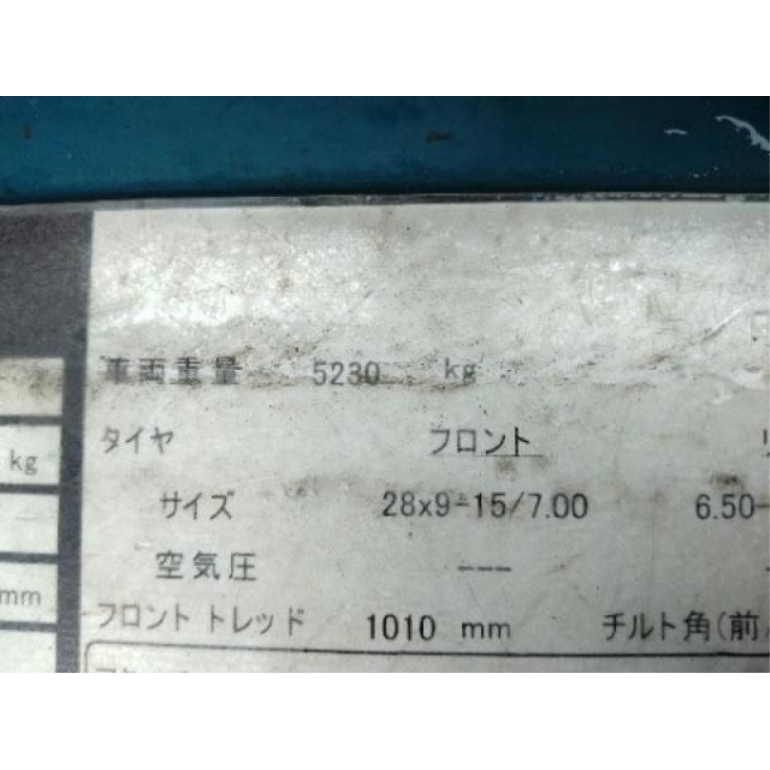 車両重量 5230 kg
タイヤ フロント
kg
サイズ 28x9-15/7.00 6.50-
空気圧 ---
mm
フロント トレッド 1010 mm チルト角(前